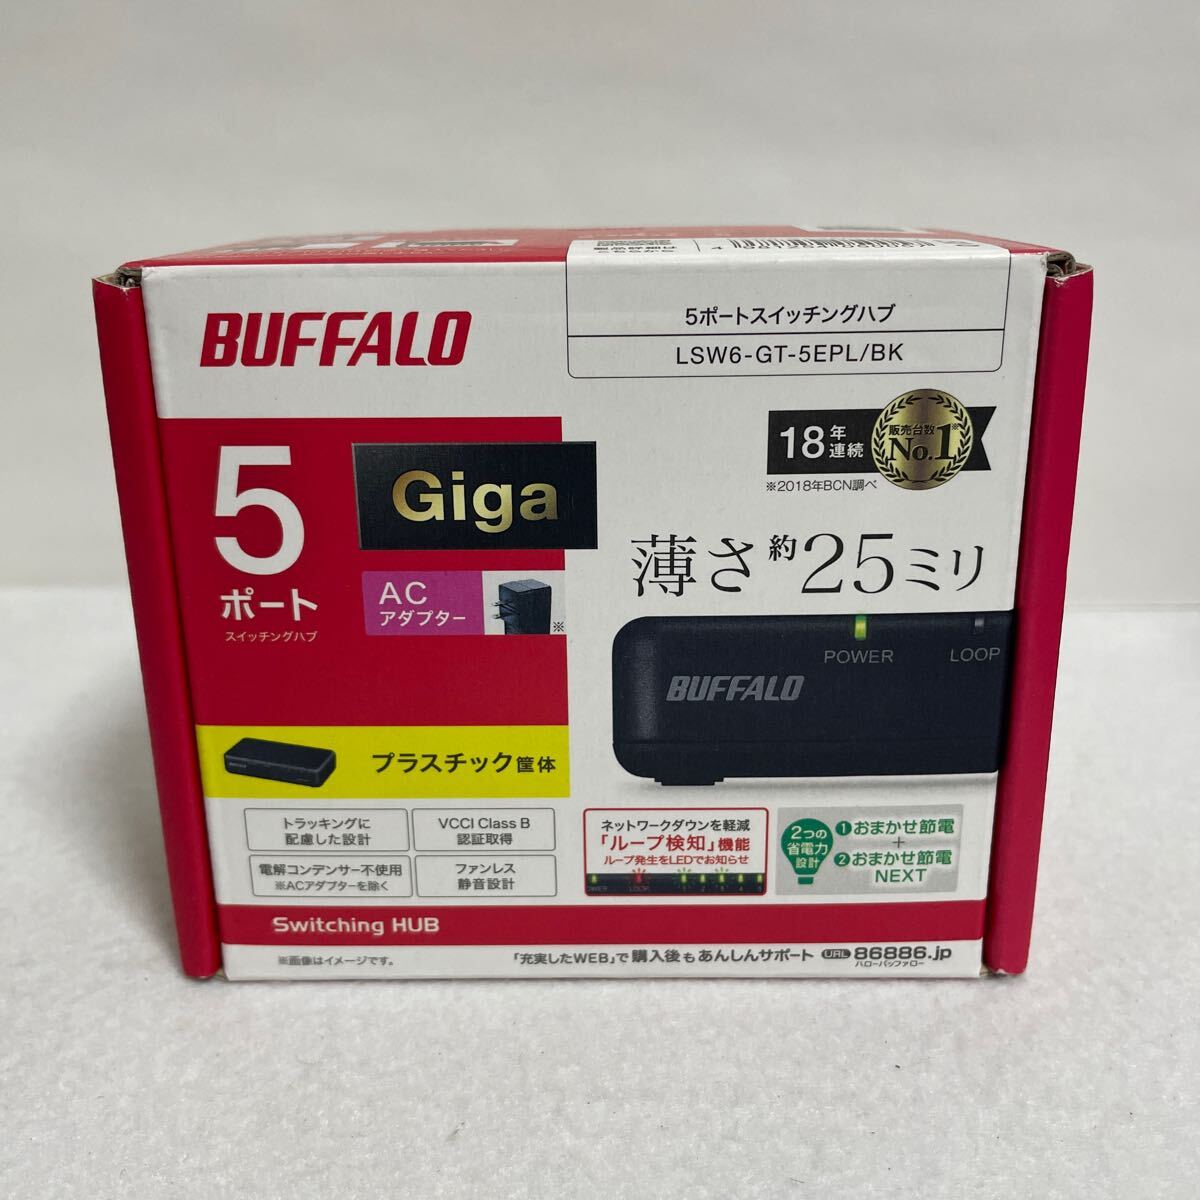 BUFFALO
5ポートスイッチングハブ
LSW6-GT-5EPL/BK
5
ポート
スイッチングハブ
Giga
AC
アダプター
※
18年連続
販売台数
No.1※
※2018年BCN調べ
薄さ約25ミリ
POWER
LOOP
BUFFALO
プラスチック筐体
トラッキングに
配慮した設計
VCCI Class B
認証取得
電解コンデンサー不使用
※ACアダプターを除く
ファンレス
静音設計
ネットワークダウンを軽減
「ループ検知」機能
ループ発生をLEDでお知らせ
LOOP
1 2 3 4 5
2つの
省電力
設計
1 おまかせ節電
+
2 おまかせ節電
NEXT
Switching HUB
※画像はイメージです。
「充実したWEB」で購入後もあんしんサポート
URL 86886.jp
ハローバッファロー